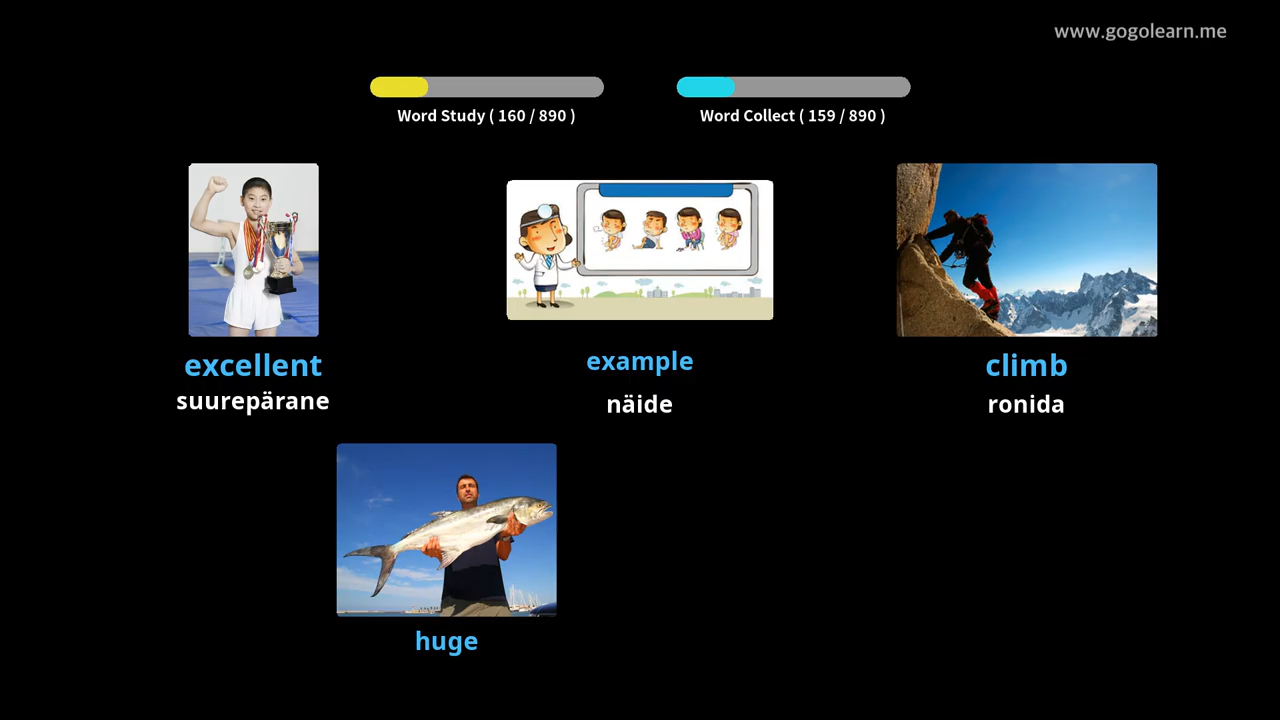 www.gogolearn.me
Word Study ( 160 / 890 )
Word Collect ( 159 / 890 )
excellent
suurepärane
example
näide
climb
ronida
huge